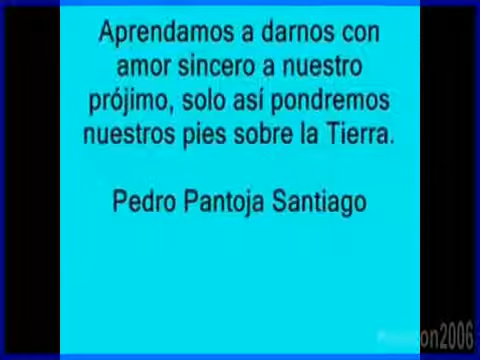 Aprendamos a darnos con
amor sincero a nuestro
prójimo, solo así pondremos
nuestros pies sobre la Tierra.
Pedro Pantoja Santiago